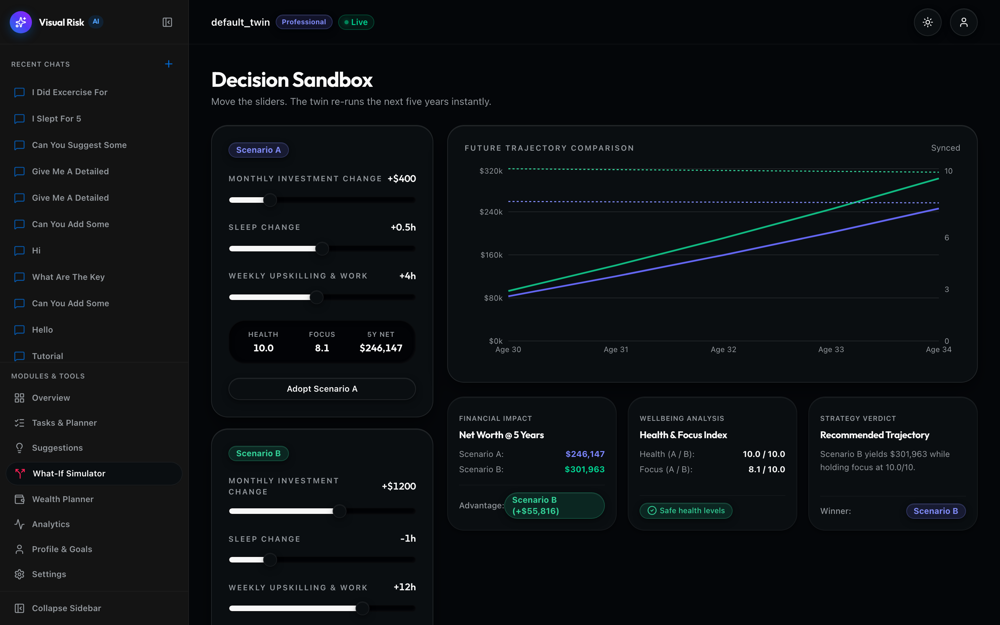 Visual Risk AI
RECENT CHATS
I Did Excercise For
I Slept For 5
Can You Suggest Some
Give Me A Detailed
Give Me A Detailed
Can You Add Some
Hi
What Are The Key
Can You Add Some
Hello
Tutorial
MODULES & TOOLS
Overview
Tasks & Planner
Suggestions
What-If Simulator
Wealth Planner
Analytics
Profile & Goals
Settings
Collapse Sidebar
default_twin Professional Live
Decision Sandbox
Move the sliders. The twin re-runs the next five years instantly.
Scenario A
MONTHLY INVESTMENT CHANGE +$400
SLEEP CHANGE +0.5h
WEEKLY UPSKILLING & WORK +4h
HEALTH FOCUS 5Y NET
10.0 8.1 $246,147
Adopt Scenario A
Scenario B
MONTHLY INVESTMENT
CHANGE +$1200
SLEEP CHANGE -1h
WEEKLY UPSKILLING & WORK +12h
FUTURE TRAJECTORY COMPARISON Synced
$320k 10
$240k
6
$160k
3
$80k
$0k 0
Age 30 Age 31 Age 32 Age 33 Age 34
FINANCIAL IMPACT
Net Worth @ 5 Years
Scenario A: $246,147
Scenario B: $301,963
Advantage: Scenario B
(+$55,816)
WELLBEING ANALYSIS
Health & Focus Index
Health (A / B): 10.0 / 10.0
Focus (A / B): 8.1 / 10.0
Safe health levels
STRATEGY VERDICT
Recommended Trajectory
Scenario B yields $301,963 while
holding focus at 10.0/10.
Winner: Scenario B